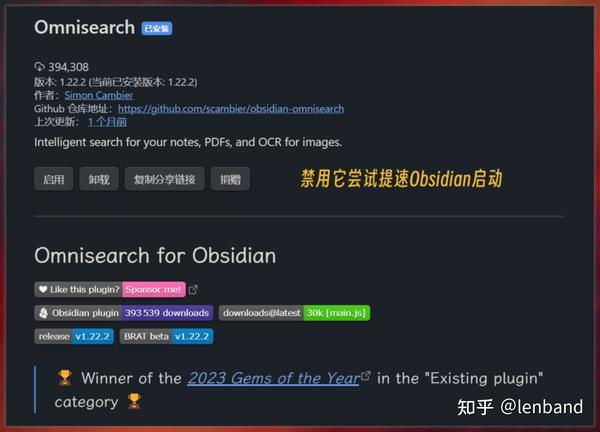 Omnisearch 已安装
394,308
版本: 1.22.2 (当前已安装版本: 1.22.2)
作者: Simon Cambier
Github 仓库地址: https://github.com/scambier/obsidian-omnisearch
上次更新: 1 个月前
Intelligent search for your notes, PDFs, and OCR for images.
启用 卸载 复制分享链接 捐赠
禁用它尝试提速Obsidian启动
Omnisearch for Obsidian
Like this plugin? Sponsor me!
Obsidian plugin 393 539 downloads downloads@latest 30k [main.js]
release v1.22.2 BRAT beta v1.22.2
🏆 Winner of the 2023 Gems of the Year in the "Existing plugin"
category 🏆
知乎 @lenband